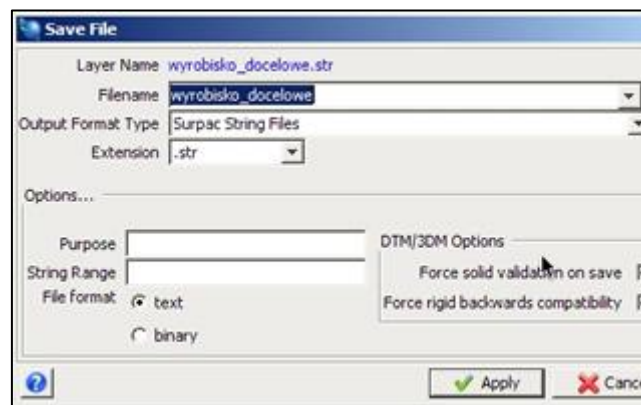 Save File
Layer Name wyrobisko_docelowe.str
Filename wyrobisko_docelowe
Output Format Type Surpac String Files
Extension .str
Options...
Purpose
String Range
File format text
binary
DTM/3DM Options
Force solid validation on save
Force rigid backwards compatibility
? Apply Canc